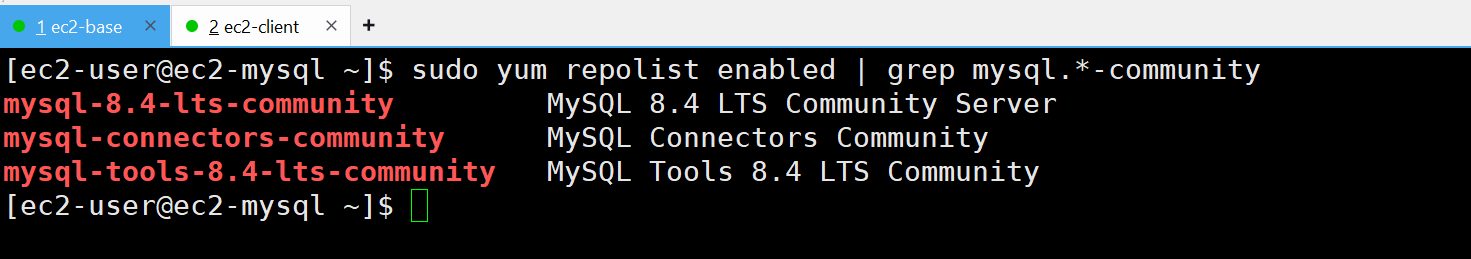 1 ec2-base × 2 ec2-client × +
[ec2-user@ec2-mysql ~]$ sudo yum repolist enabled | grep mysql.*-community
mysql-8.4-lts-community         MySQL 8.4 LTS Community Server
mysql-connectors-community      MySQL Connectors Community
mysql-tools-8.4-lts-community   MySQL Tools 8.4 LTS Community
[ec2-user@ec2-mysql ~]$